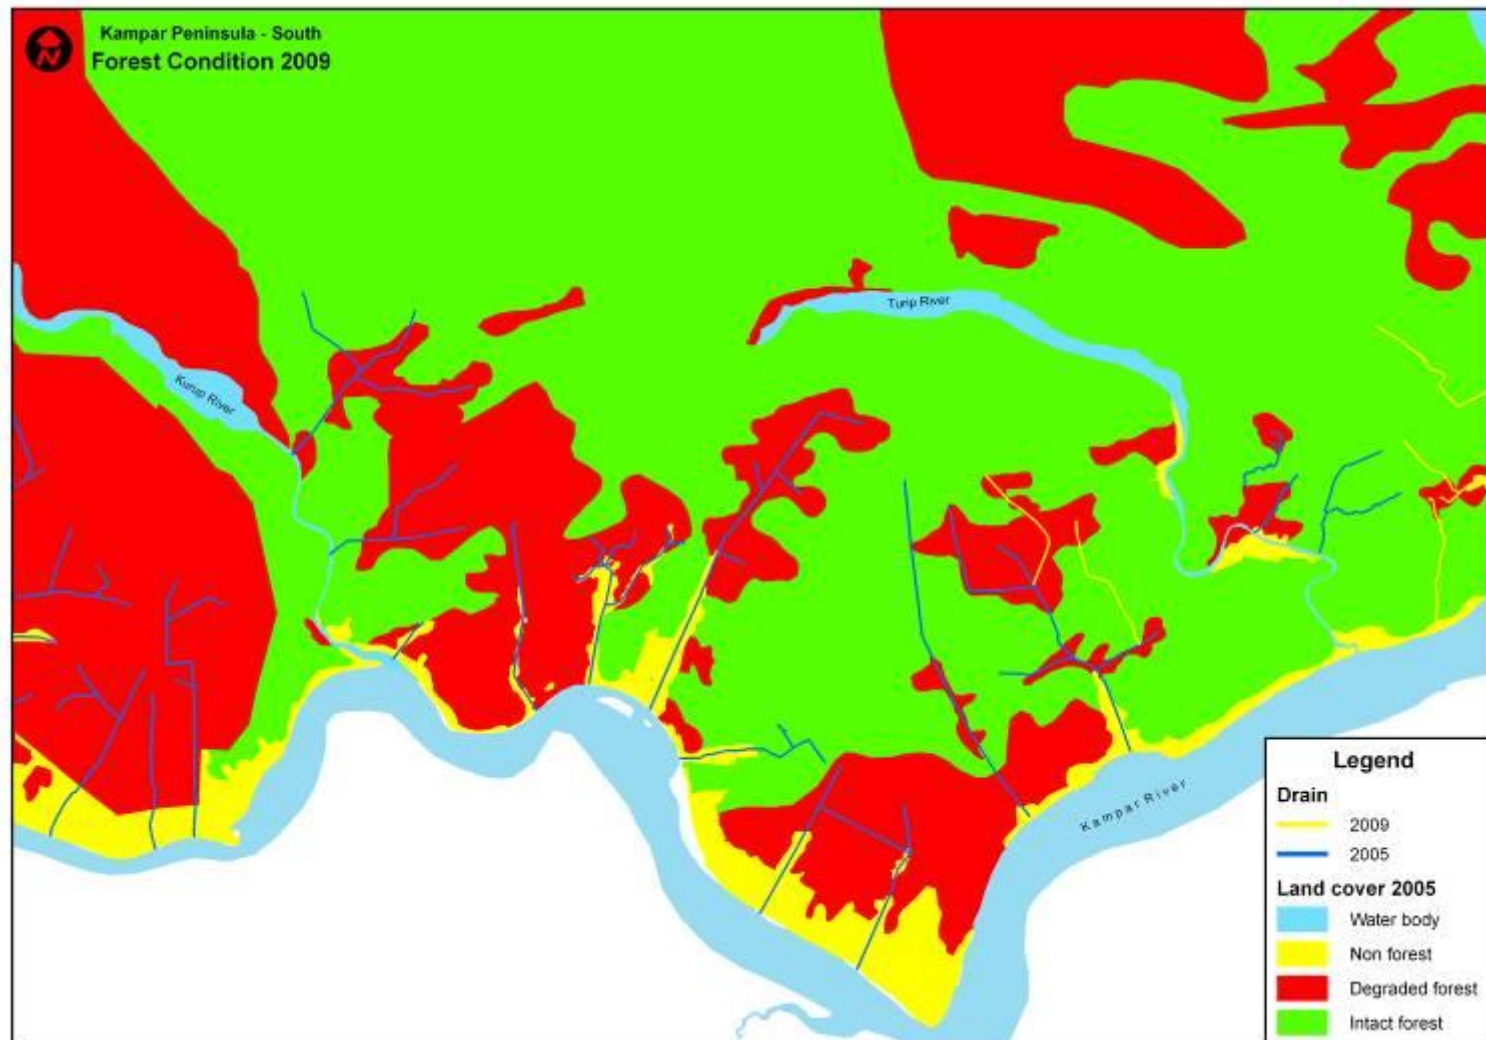 Kampar Peninsula - South
Forest Condition 2009
N
Turip River
Kutup River
Kampar River
Legend
Drain
2009
2005
Land cover 2005
Water body
Non forest
Degraded forest
Intact forest